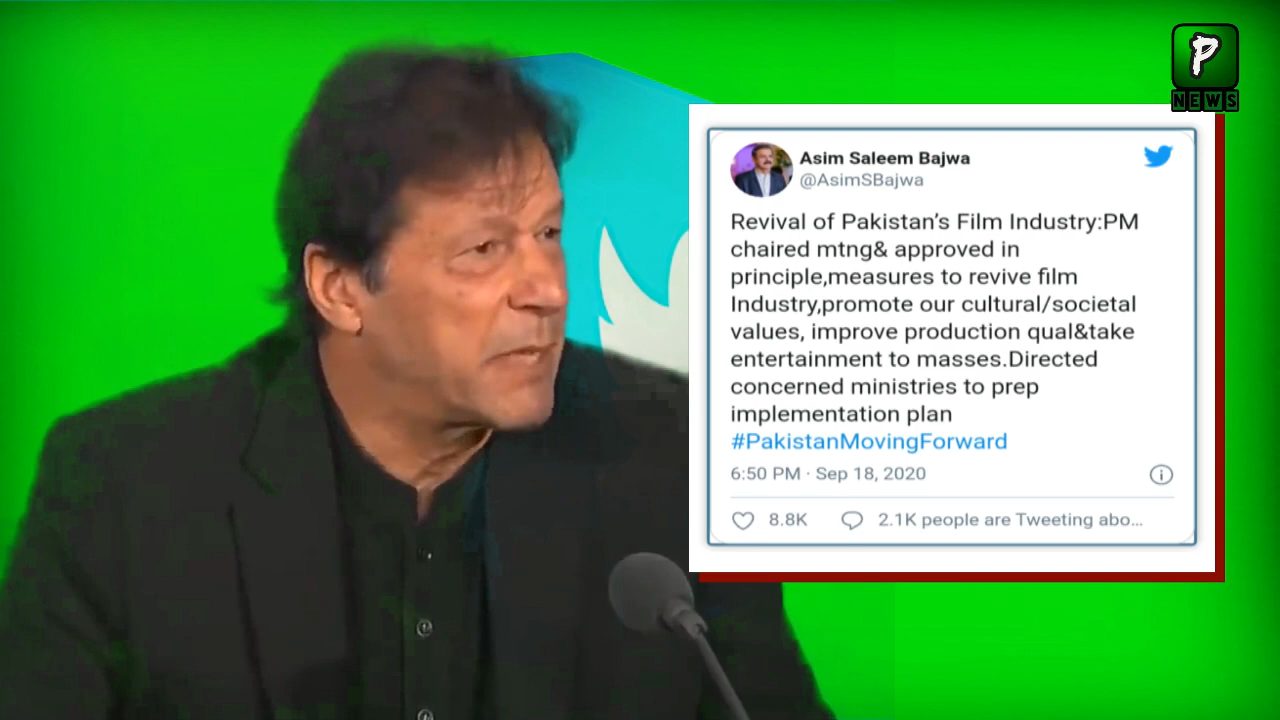 P
NEWS
Asim Saleem Bajwa
@AsimSBajwa
Revival of Pakistan’s Film Industry:PM
chaired mtng& approved in
principle,measures to revive film
Industry,promote our cultural/societal
values, improve production qual&take
entertainment to masses.Directed
concerned ministries to prep
implementation plan
#PakistanMovingForward
6:50 PM · Sep 18, 2020
8.8K
2.1K people are Tweeting abo...